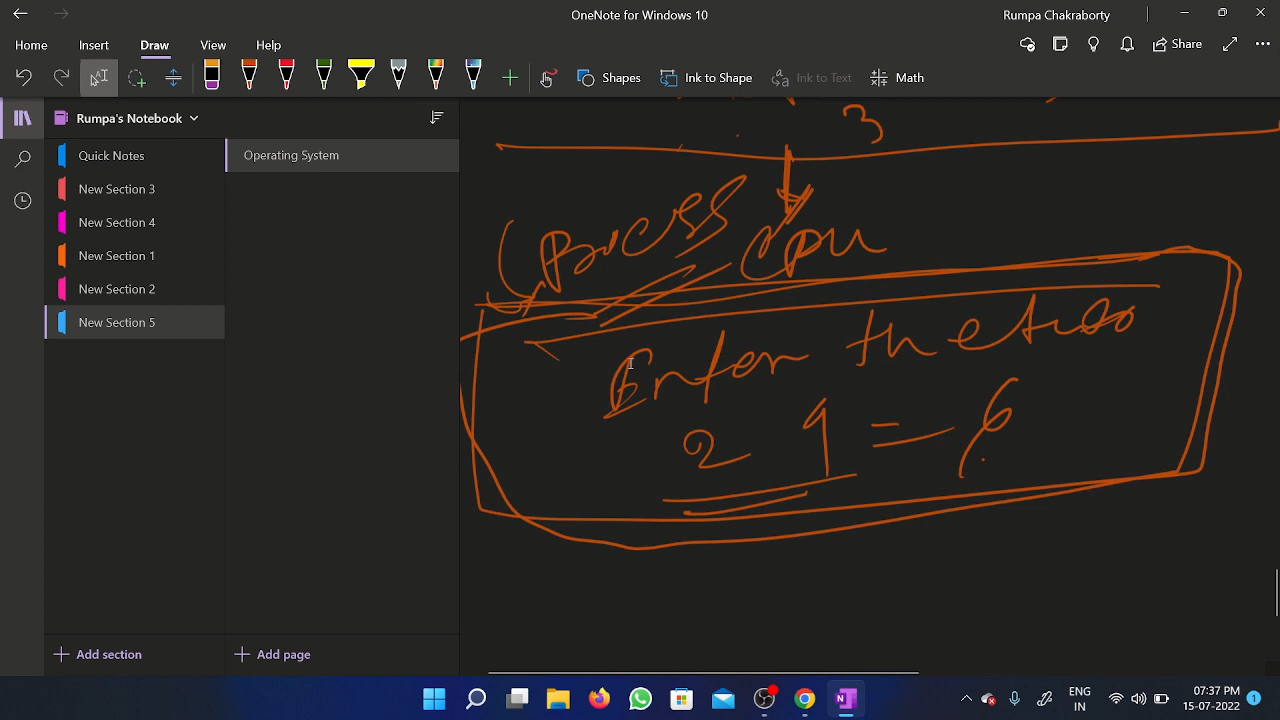 OneNote for Windows 10
Rumpa Chakraborty
Home Insert Draw View Help
Share
Shapes
Ink to Shape
Ink to Text
Math
Rumpa's Notebook
Quick Notes
New Section 3
New Section 4
New Section 1
New Section 2
New Section 5
Operating System
3
Process CPU
Enter the two
2 9 = 6
Add section
Add page
ENG
IN
07:37 PM
15-07-2022
1